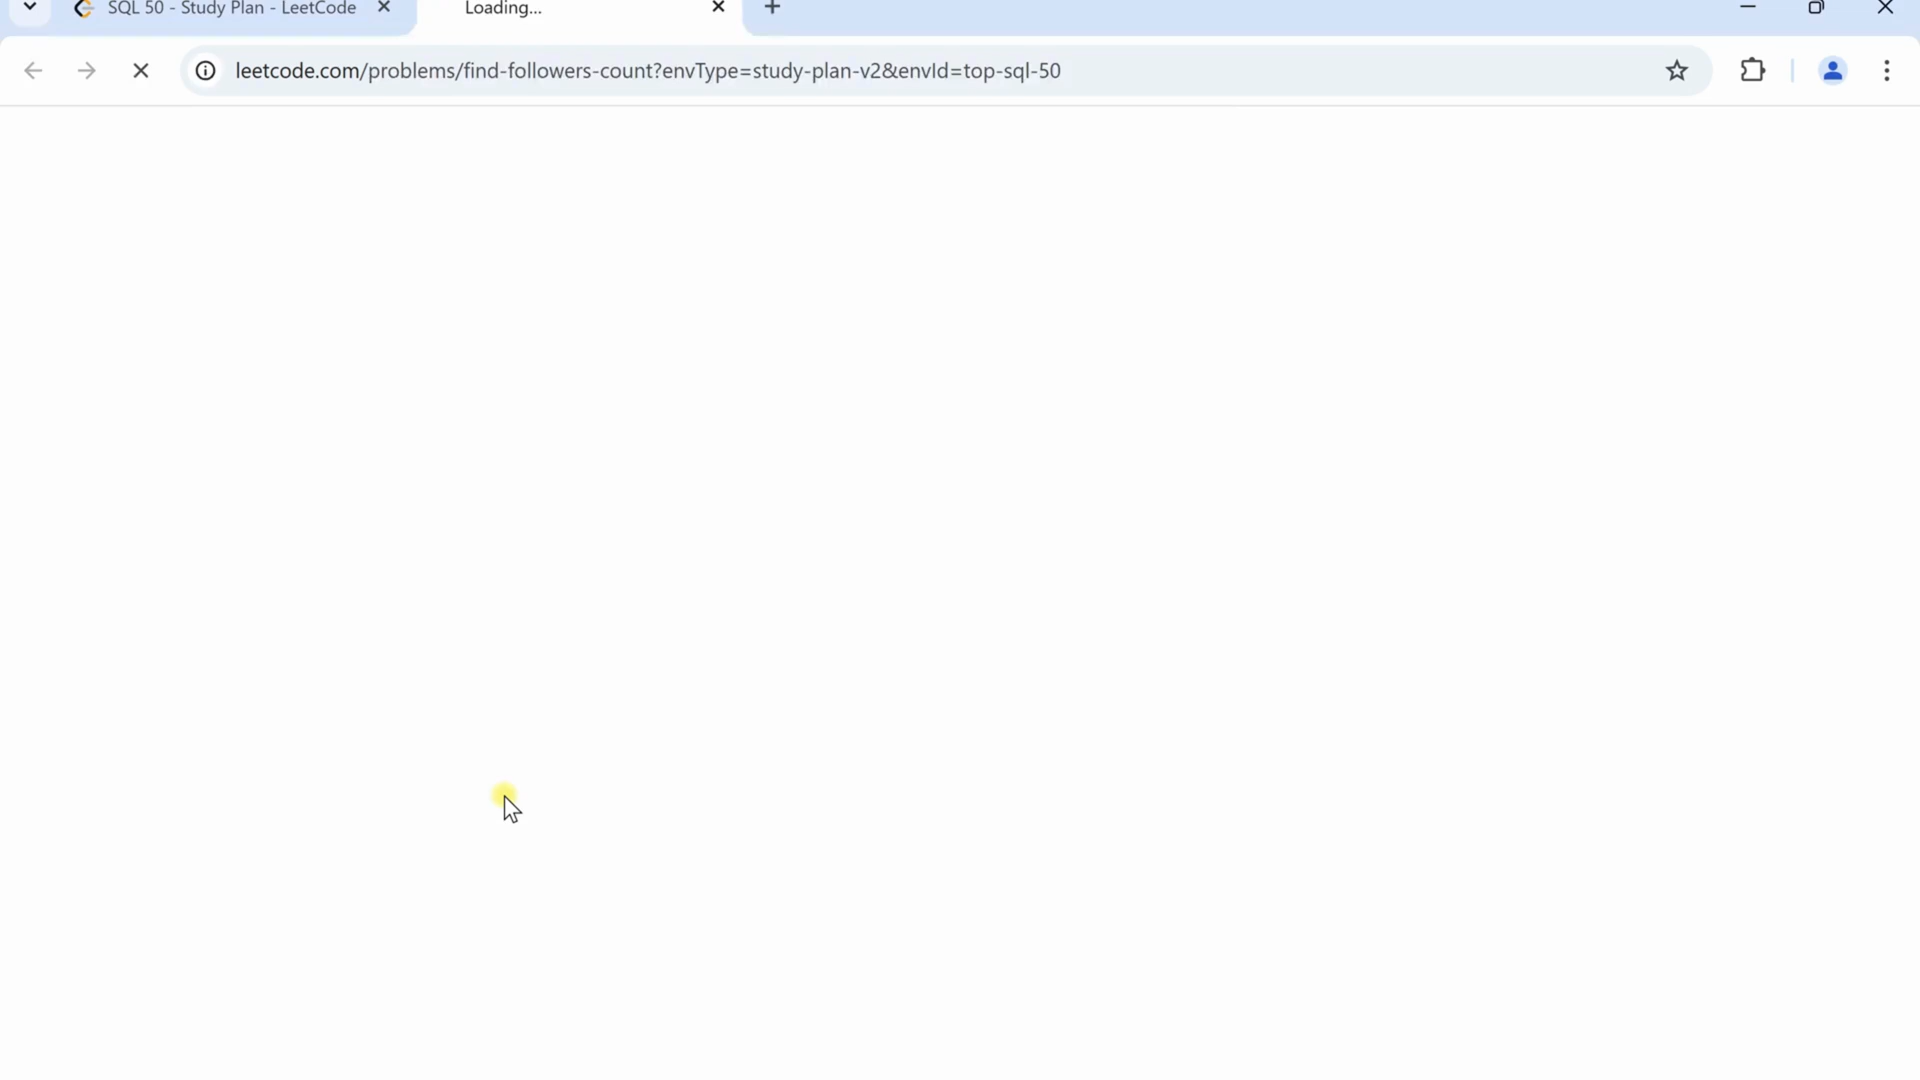 SQL 50 - Study Plan - LeetCode
Loading...
leetcode.com/problems/find-followers-count?envType=study-plan-v2&envId=top-sql-50